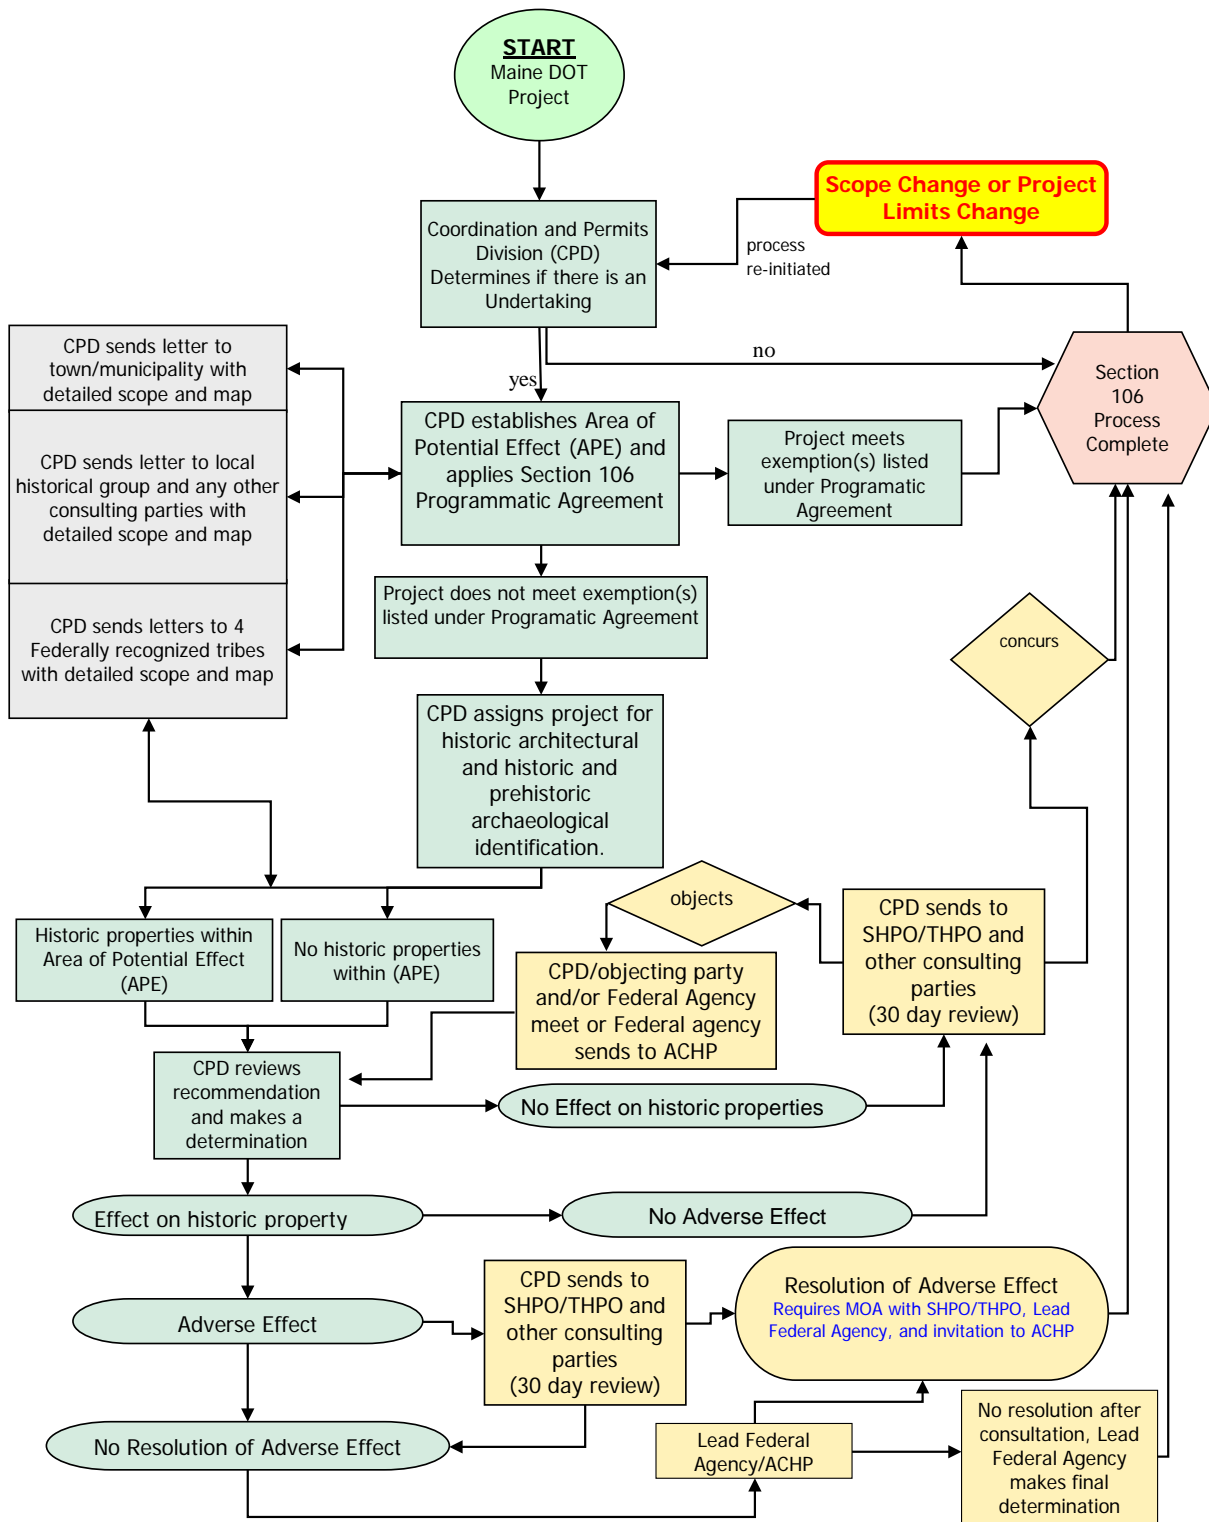 START
Maine DOT
Project
Scope Change or Project
Limits Change
Coordination and Permits
Division (CPD)
Determines if there is an
Undertaking
process
re-initiated
no
yes
Section
106
Process
Complete
CPD sends letter to
town/municipality with
detailed scope and map
CPD sends letter to local
historical group and any other
consulting parties with
detailed scope and map
CPD sends letters to 4
Federally recognized tribes
with detailed scope and map
CPD establishes Area of
Potential Effect (APE) and
applies Section 106
Programmatic Agreement
Project meets
exemption(s) listed
under Programatic
Agreement
Project does not meet exemption(s)
listed under Programatic Agreement
concurs
CPD assigns project for
historic architectural
and historic and
prehistoric
archaeological
identification.
objects
CPD sends to
SHPO/THPO and
other consulting
parties
(30 day review)
Historic properties within
Area of Potential Effect
(APE)
No historic properties
within (APE)
CPD/objecting party
and/or Federal Agency
meet or Federal agency
sends to ACHP
CPD reviews
recommendation
and makes a
determination
No Effect on historic properties
Effect on historic property
No Adverse Effect
Adverse Effect
CPD sends to
SHPO/THPO and
other consulting
parties
(30 day review)
Resolution of Adverse Effect
Requires MOA with SHPO/THPO, Lead
Federal Agency, and invitation to ACHP
No Resolution of Adverse Effect
Lead Federal
Agency/ACHP
No resolution after
consultation, Lead
Federal Agency
makes final
determination